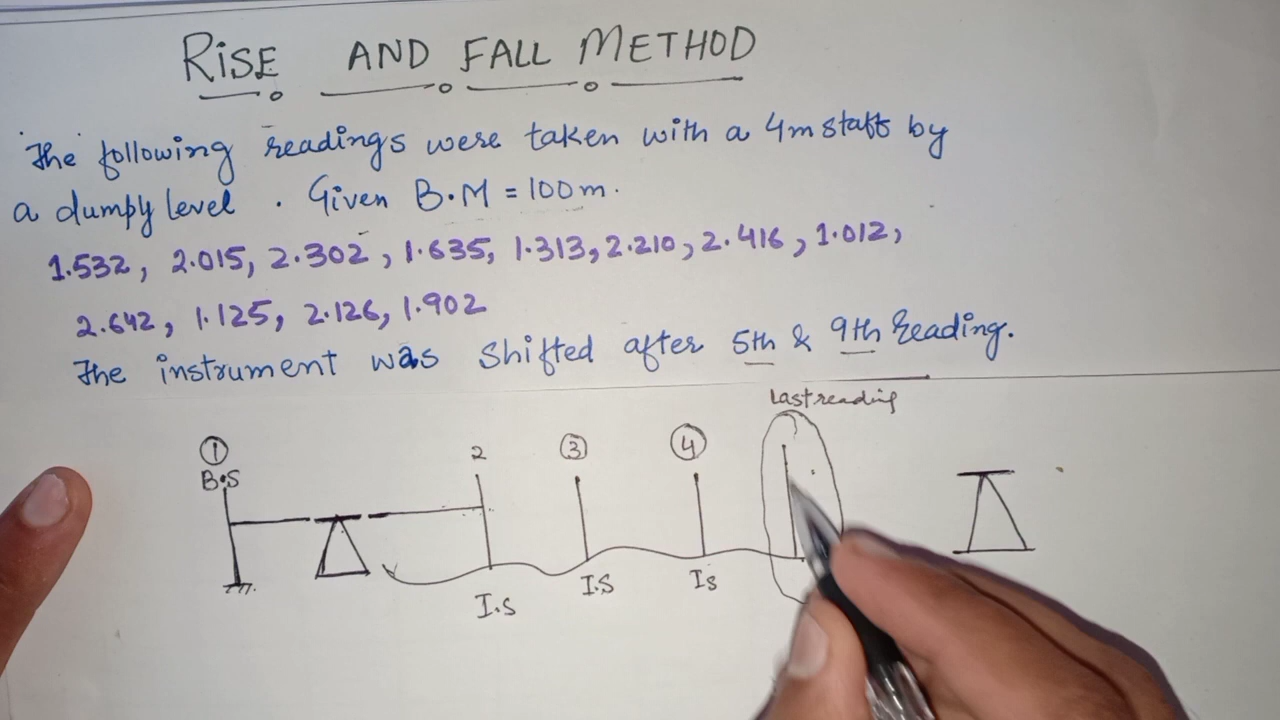 RISE AND FALL METHOD
The following readings were taken with a 4m staff by
a dumpy level . Given B.M = 100m.
1.532, 2.015, 2.302, 1.635, 1.313, 2.210, 2.416, 1.012,
2.642, 1.125, 2.126, 1.902
The instrument was shifted after 5th & 9th Reading.
Last reading
1 2 3 4
B.S
I.S I.S Is